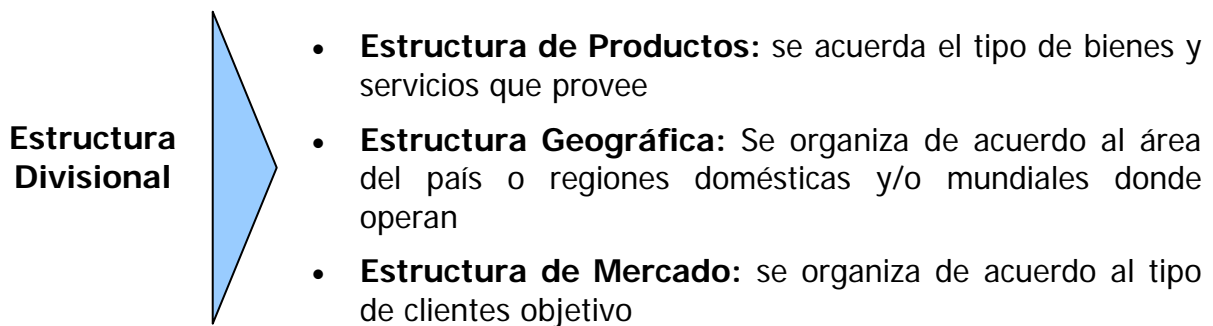 Estructura
Divisional
• Estructura de Productos: se acuerda el tipo de bienes y
servicios que provee
• Estructura Geográfica: Se organiza de acuerdo al área
del país o regiones domésticas y/o mundiales donde
operan
• Estructura de Mercado: se organiza de acuerdo al tipo
de clientes objetivo